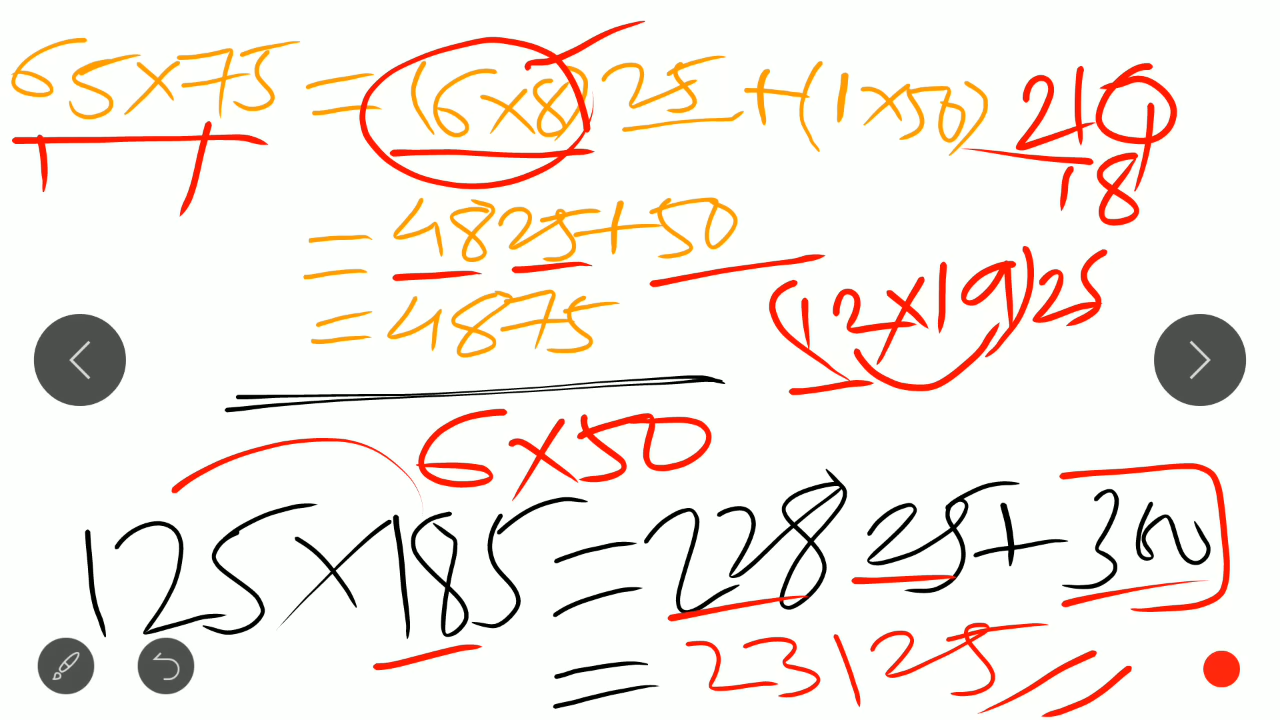 65×75 = (6×8) 25 + (1×50)
= 4825 + 50
= 4875
18
(12×19)25
6×50
125×185 = 22825 + 300
= 23125